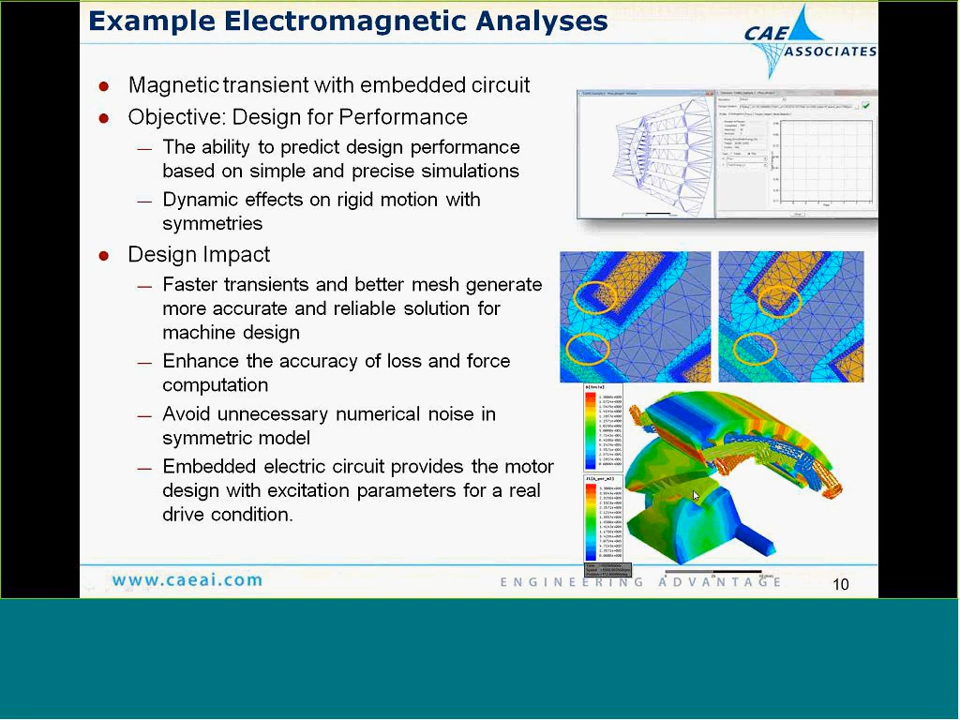 Example Electromagnetic Analyses
CAE
ASSOCIATES
● Magnetic transient with embedded circuit
● Objective: Design for Performance
— The ability to predict design performance
based on simple and precise simulations
— Dynamic effects on rigid motion with
symmetries
● Design Impact
— Faster transients and better mesh generate
more accurate and reliable solution for
machine design
— Enhance the accuracy of loss and force
computation
— Avoid unnecessary numerical noise in
symmetric model
— Embedded electric circuit provides the motor
design with excitation parameters for a real
drive condition.
www.caeai.com
ENGINEERING ADVANTAGE
10